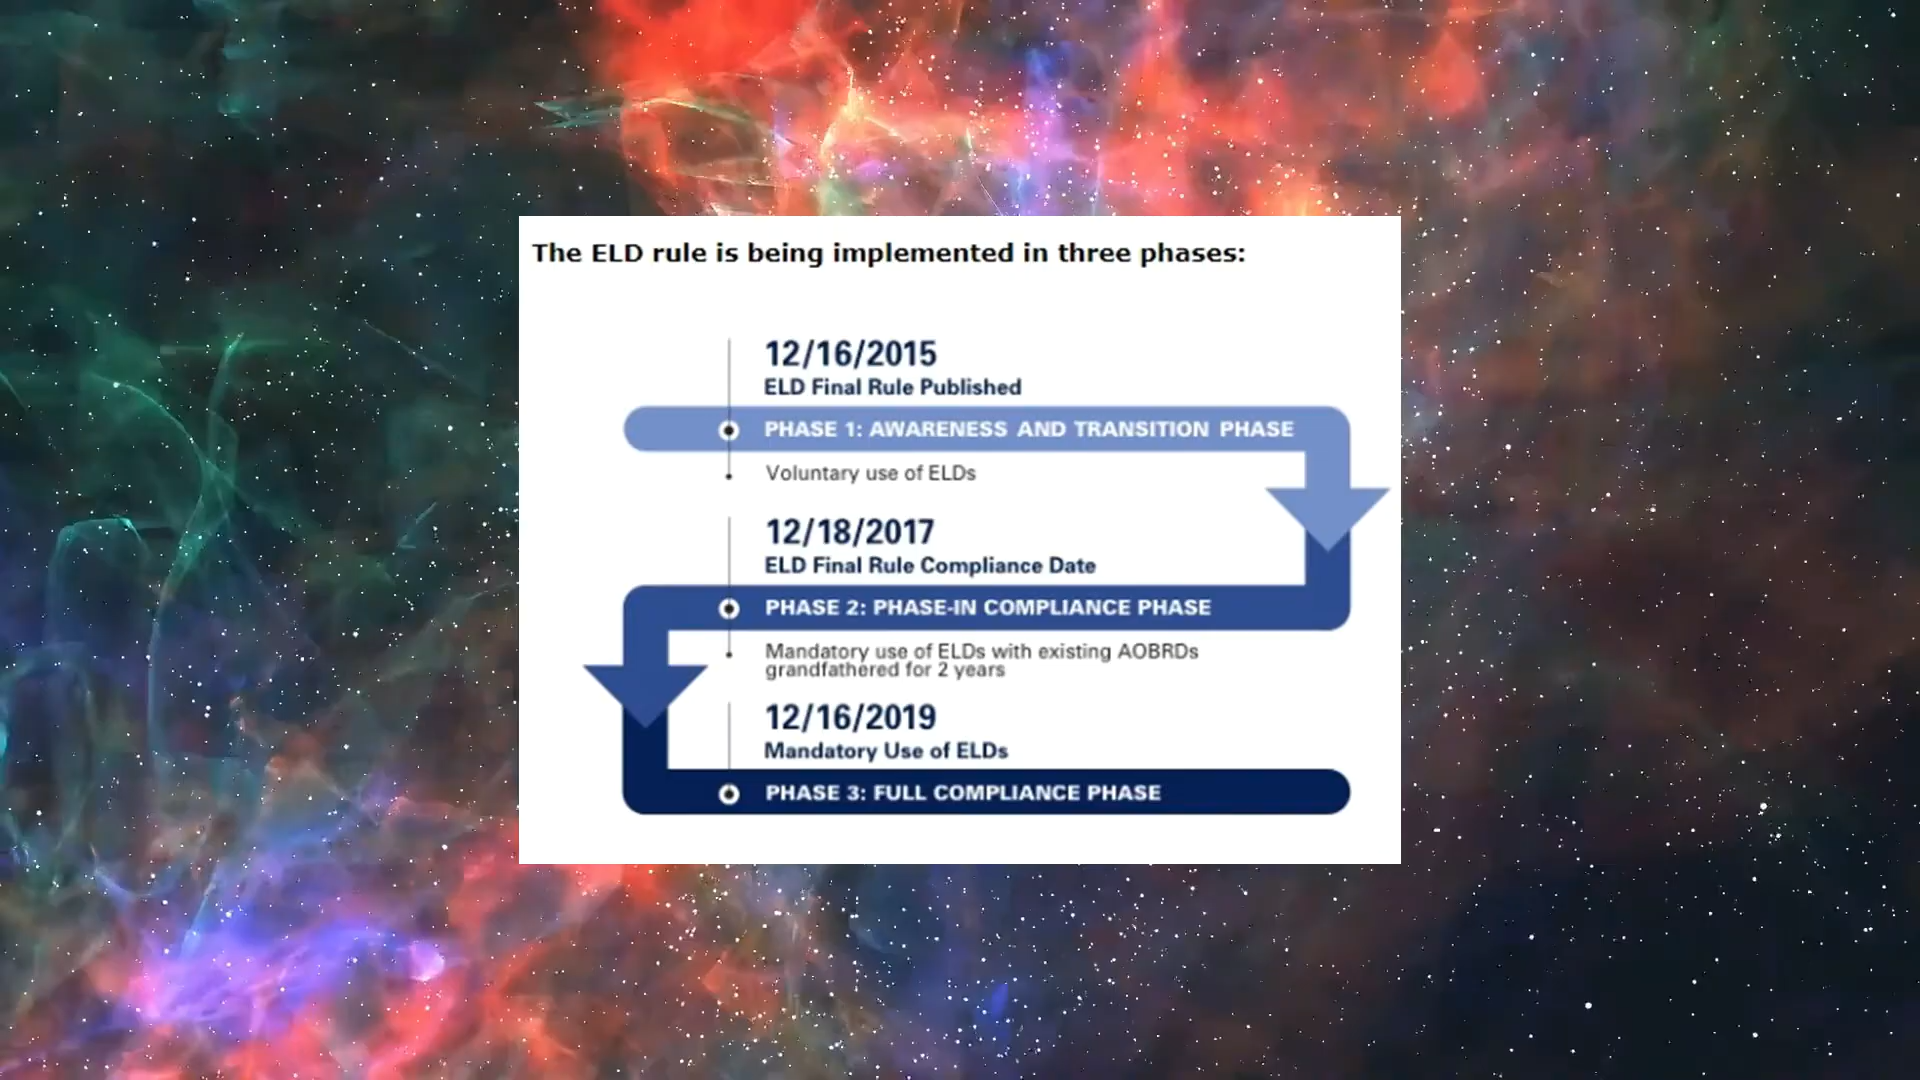 The ELD rule is being implemented in three phases:
12/16/2015
ELD Final Rule Published
PHASE 1: AWARENESS AND TRANSITION PHASE
Voluntary use of ELDs
12/18/2017
ELD Final Rule Compliance Date
PHASE 2: PHASE-IN COMPLIANCE PHASE
Mandatory use of ELDs with existing AOBRDs
grandfathered for 2 years
12/16/2019
Mandatory Use of ELDs
PHASE 3: FULL COMPLIANCE PHASE